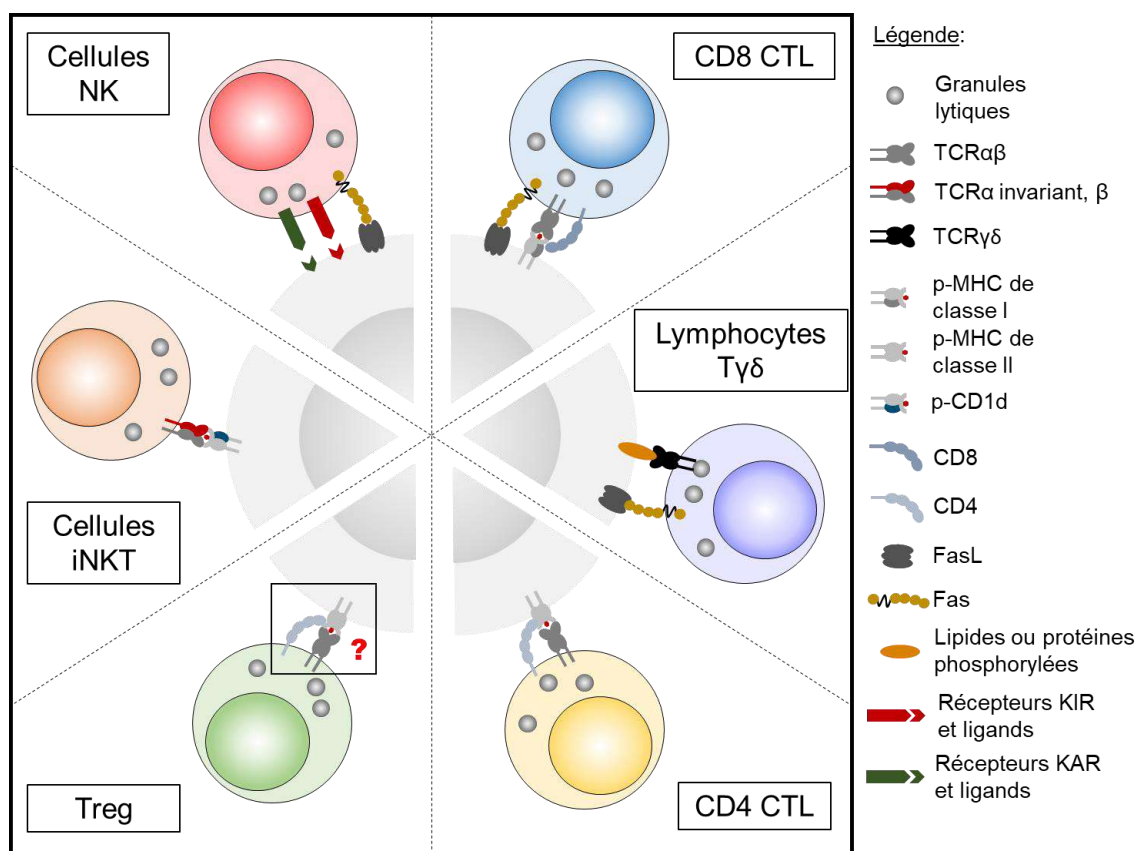 Cellules
NK
CD8 CTL
Lymphocytes
Tγδ
Cellules
iNKT
?
Treg
CD4 CTL
Légende:
Granules
lytiques
TCRαβ
TCRα invariant, β
TCRγδ
p-MHC de
classe I
p-MHC de
classe II
p-CD1d
CD8
CD4
FasL
Fas
Lipides ou protéines
phosphorylées
Récepteurs KIR
et ligands
Récepteurs KAR
et ligands